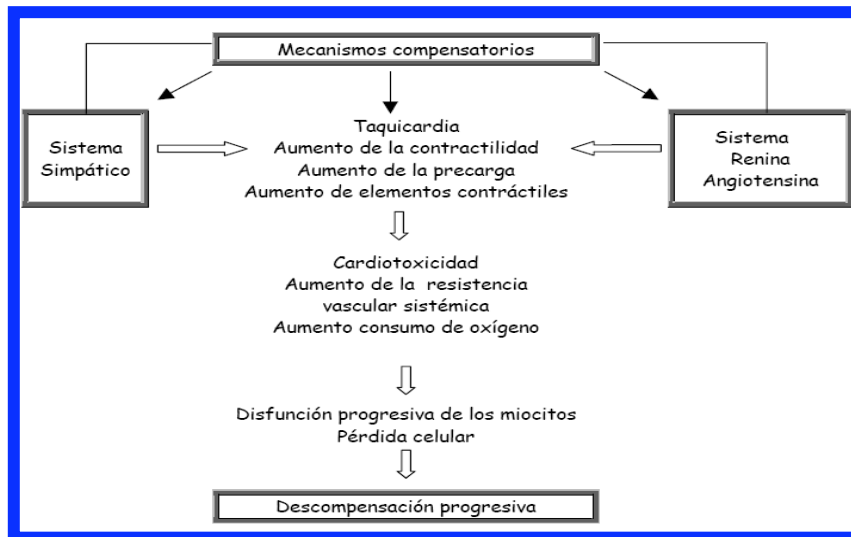 Mecanismos compensatorios
Sistema
Simpático
Taquicardia
Aumento de la contractilidad
Aumento de la precarga
Aumento de elementos contráctiles
Sistema
Renina
Angiotensina
Cardiotoxicidad
Aumento de la resistencia
vascular sistémica
Aumento consumo de oxígeno
Disfunción progresiva de los miocitos
Pérdida celular
Descompensación progresiva